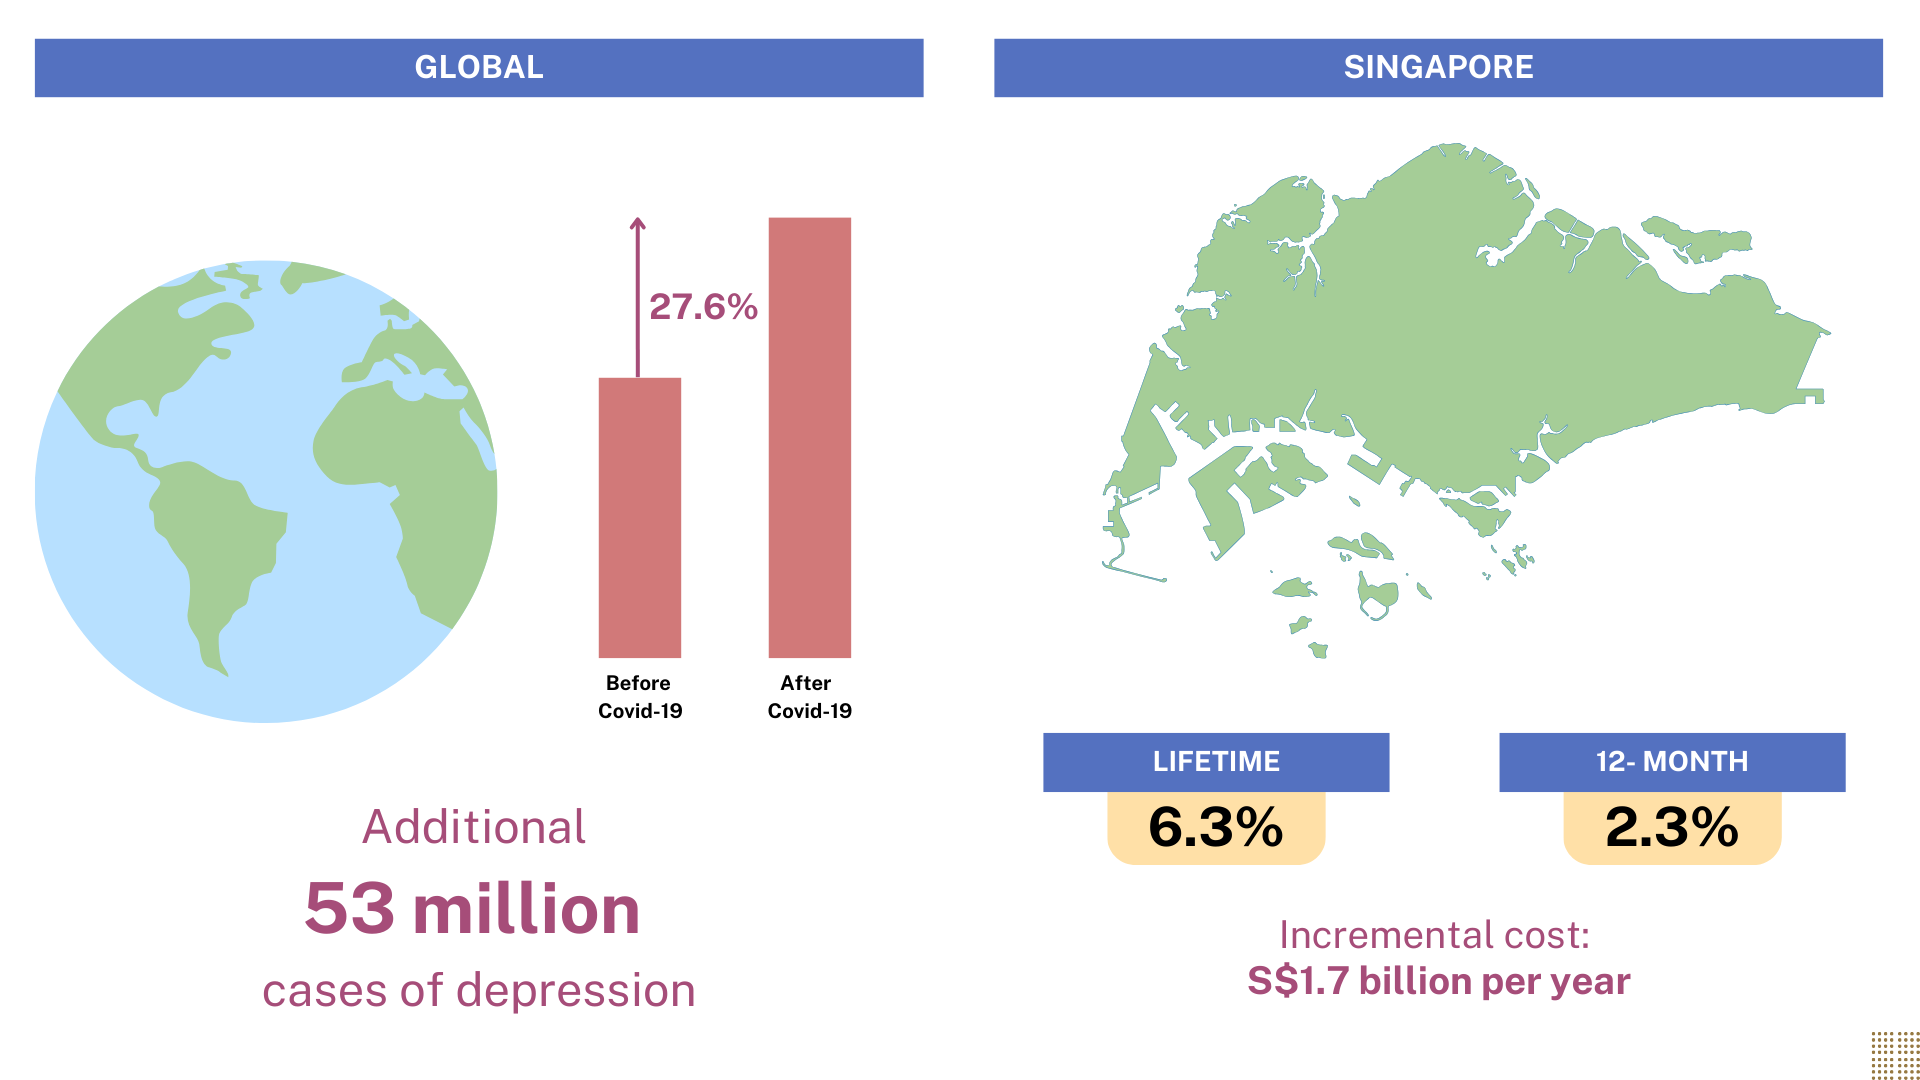 GLOBAL
27.6%
Before
Covid-19
After
Covid-19
Additional
53 million
cases of depression
SINGAPORE
LIFETIME
6.3%
12- MONTH
2.3%
Incremental cost:
S$1.7 billion per year